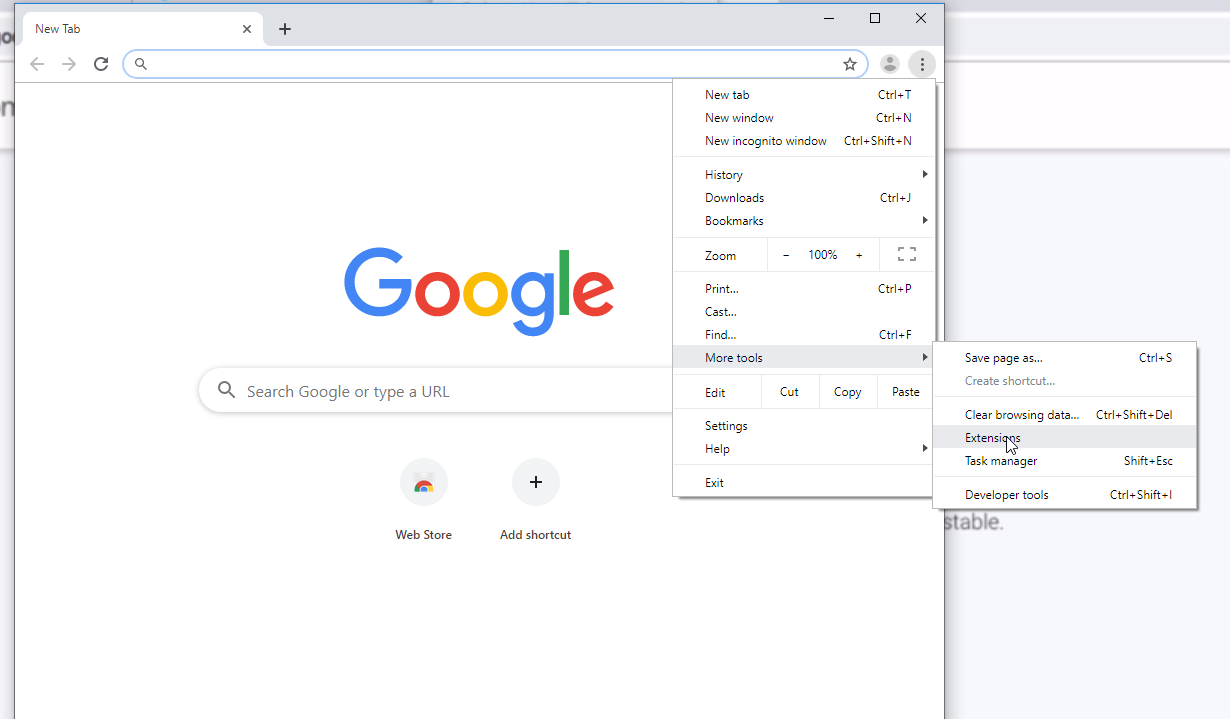 New Tab
New tab Ctrl+T
New window Ctrl+N
New incognito window Ctrl+Shift+N
History
Downloads Ctrl+J
Bookmarks
Zoom - 100% +
Print... Ctrl+P
Cast...
Find... Ctrl+F
More tools
Edit Cut Copy Paste
Settings
Help
Exit
Save page as... Ctrl+S
Create shortcut...
Clear browsing data... Ctrl+Shift+Del
Extensions
Task manager Shift+Esc
Developer tools Ctrl+Shift+I
Google
Search Google or type a URL
Web Store Add shortcut
stable.